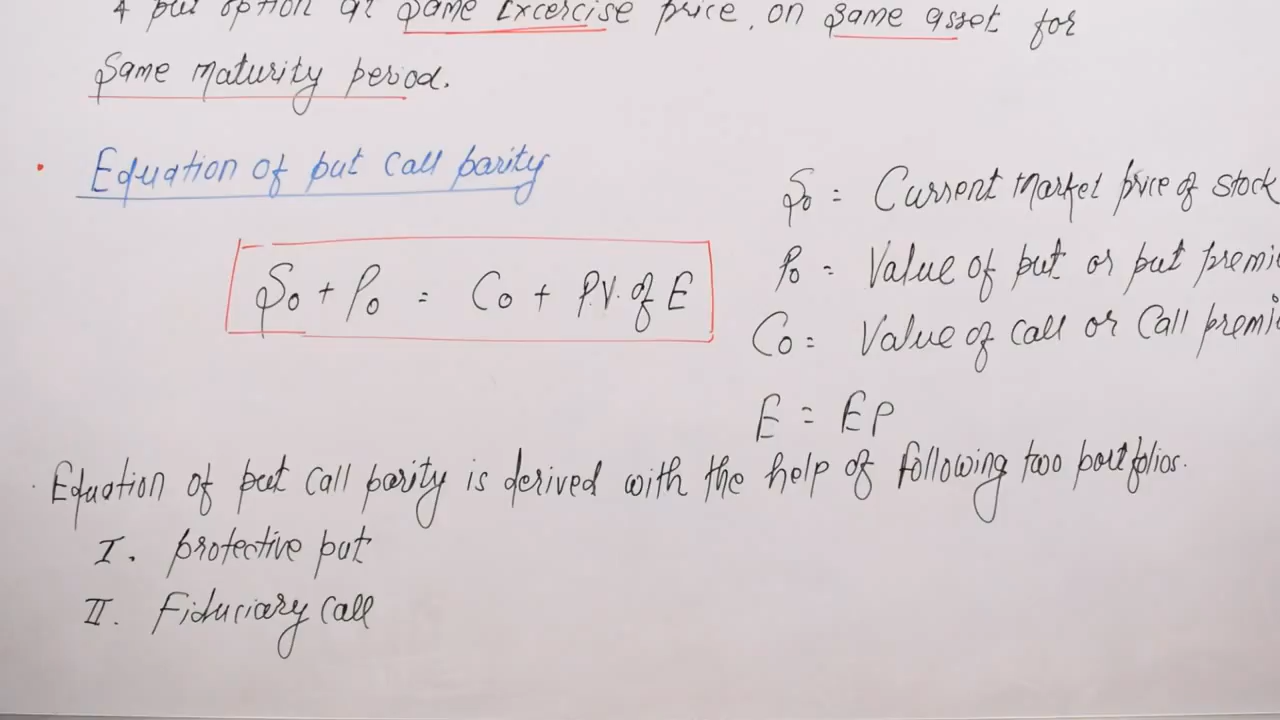 & put option at same Excercise price, on same asset for
same maturity period.
• Equation of put call parity
S₀ + P₀ = C₀ + P.V. of E
S₀ = Current market price of stock
P₀ = Value of put or put premi
C₀ = Value of call or call premi
E = EP
. Equation of put call parity is derived with the help of following two portfolios.
I. protective put
II. Fiduciary call